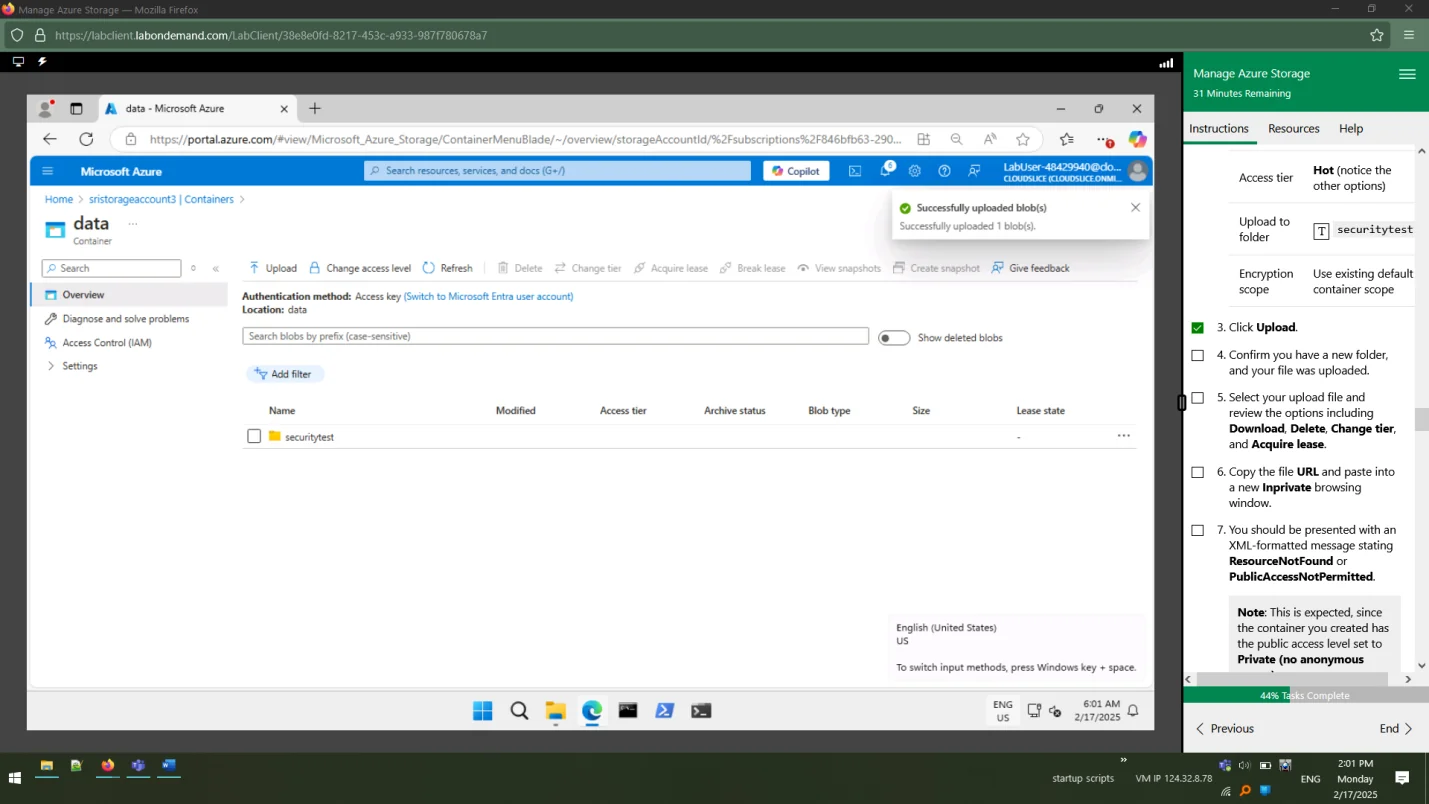 Manage Azure Storage — Mozilla Firefox
https://labclient.labondemand.com/LabClient/38e8e0fd-8217-453c-a933-987f780678a7
data - Microsoft Azure
https://portal.azure.com/#view/Microsoft_Azure_Storage/ContainerMenuBlade/~/overview/storageAccountId/%2Fsubscriptions%2F846bfb63-290...
Microsoft Azure
Search resources, services, and docs (G+/)
Copilot
6
LabUser-48429940@do...
CLOUDSLICE (CLOUDSLICE.ONMI...
Home > sristorageaccount3 | Containers >
data ...
Container
Successfully uploaded blob(s)
Successfully uploaded 1 blob(s).
Search
Upload Change access level Refresh Delete Change tier Acquire lease Break lease View snapshots Create snapshot Give feedback
Overview
Diagnose and solve problems
Access Control (IAM)
Settings
Authentication method: Access key (Switch to Microsoft Entra user account)
Location: data
Search blobs by prefix (case-sensitive)
Show deleted blobs
Add filter
Name Modified Access tier Archive status Blob type Size Lease state
securitytest - ...
English (United States)
US
To switch input methods, press Windows key + space.
ENG
US
6:01 AM
2/17/2025
Manage Azure Storage
31 Minutes Remaining
Instructions Resources Help
Access tier Hot (notice the
other options)
Upload to
folder
T securitytest
Encryption
scope
Use existing default
container scope
3. Click Upload.
4. Confirm you have a new folder,
and your file was uploaded.
5. Select your upload file and
review the options including
Download, Delete, Change tier,
and Acquire lease.
6. Copy the file URL and paste into
a new Inprivate browsing
window.
7. You should be presented with an
XML-formatted message stating
ResourceNotFound or
PublicAccessNotPermitted.
Note: This is expected, since
the container you created has
the public access level set to
Private (no anonymous
44% Tasks Complete
Previous
End
startup scripts
VM IP 124.32.8.78
ENG
2:01 PM
Monday
2/17/2025